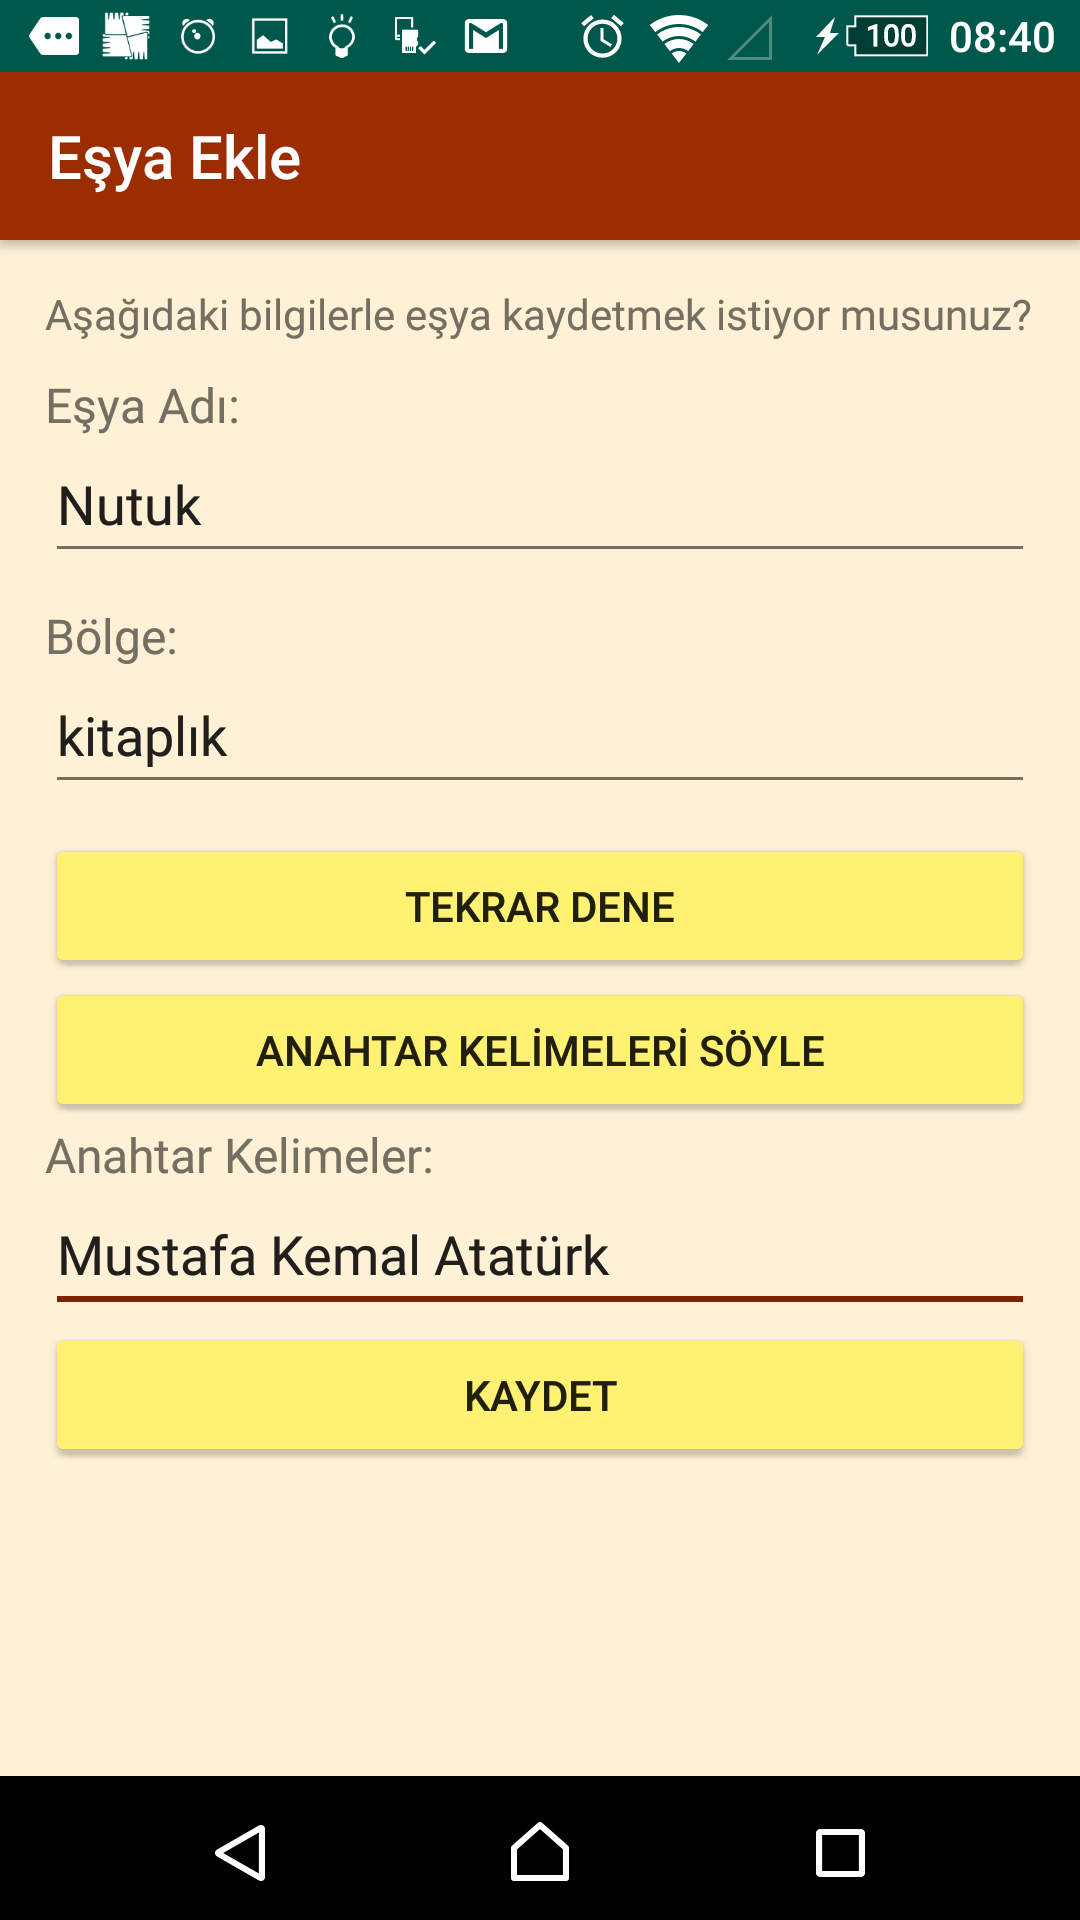 100 08:40
Eşya Ekle
Aşağıdaki bilgilerle eşya kaydetmek istiyor musunuz?
Eşya Adı:
Nutuk
Bölge:
kitaplık
TEKRAR DENE
ANAHTAR KELİMELERİ SÖYLE
Anahtar Kelimeler:
Mustafa Kemal Atatürk
KAYDET